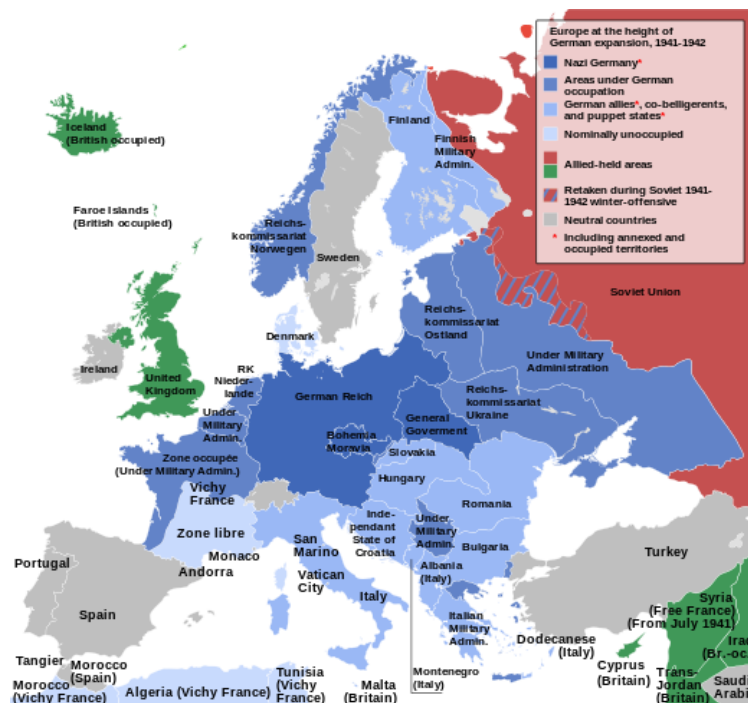 Europe at the height of
German expansion, 1941-1942
Nazi Germany*
Areas under German
occupation
German allies*, co-belligerents,
and puppet states*
Nominally unoccupied
Allied-held areas
Retaken during Soviet 1941-
1942 winter-offensive
Neutral countries
* Including annexed and
occupied territories
Iceland
(British occupied)
Faroe Islands
(British occupied)
Finland
Finnish
Military
Admin.
Reichs-
kommissariat
Norwegen
Sweden
Soviet Union
Denmark
Reichs-
kommissariat
Ostland
Under Military
Administration
Ireland
United
Kingdom
RK
Nieder-
lande
German Reich
Reichs-
kommissariat
Ukraine
Under
Military
Admin.
General
Goverment
Bohemia
Moravia
Zone occupée
(Under Military Admin.)
Slovakia
Vichy
France
Hungary
Romania
Zone libre
Inde-
pendant
State of
Croatia
Under
Military
Admin.
San
Marino
Bulgaria
Monaco
Andorra
Albania
(Italy)
Vatican
City
Italy
Portugal
Spain
Turkey
Italian
Military
Admin.
Dodecanese
(Italy)
Syria
(Free France)
(From July 1941)
Iraq
(Br.-oc.
Cyprus
(Britain)
Trans-
Jordan
(Britain)
Saudi
Arabi
Tangier
Morocco
(Spain)
Morocco
(Vichy France)
Algeria (Vichy France)
Tunisia
(Vichy
France)
Malta
(Britain)
Montenegro
(Italy)